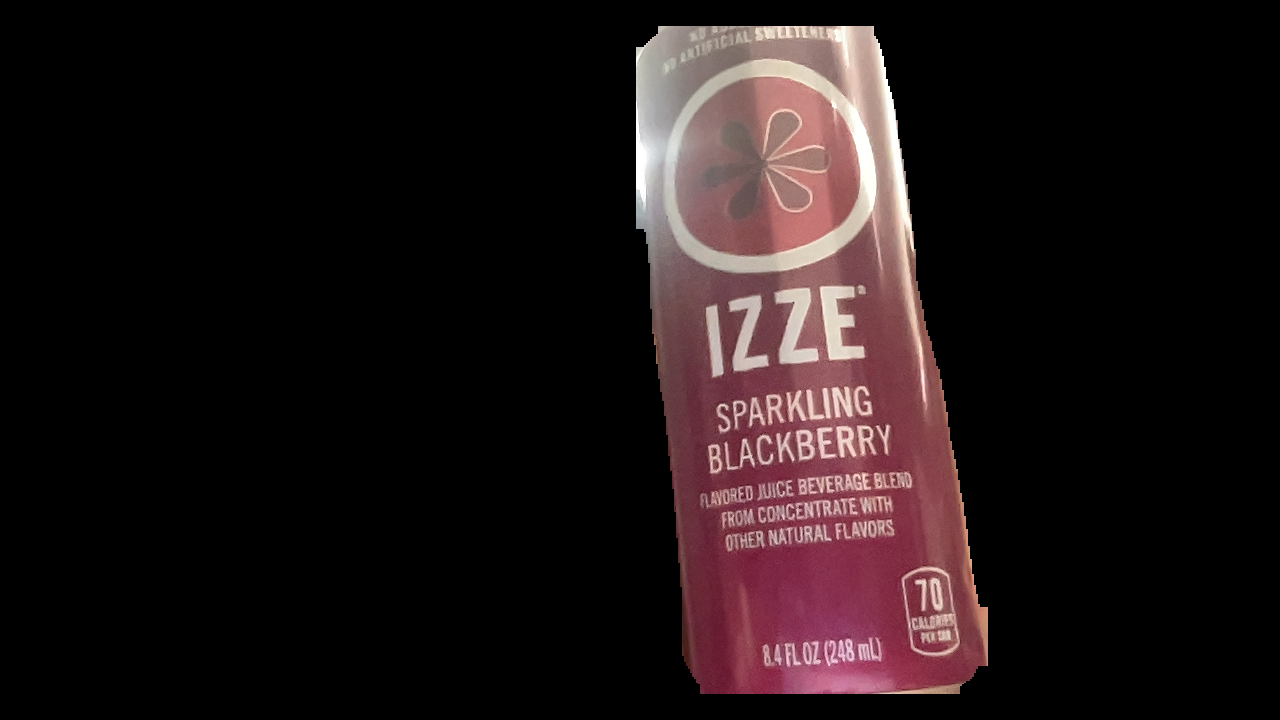 NO ARTIFICIAL SWEETENERS
IZZE®
SPARKLING
BLACKBERRY
FLAVORED JUICE BEVERAGE BLEND
FROM CONCENTRATE WITH
OTHER NATURAL FLAVORS
70
CALORIES
PER CAN
8.4 FL OZ (248 mL)